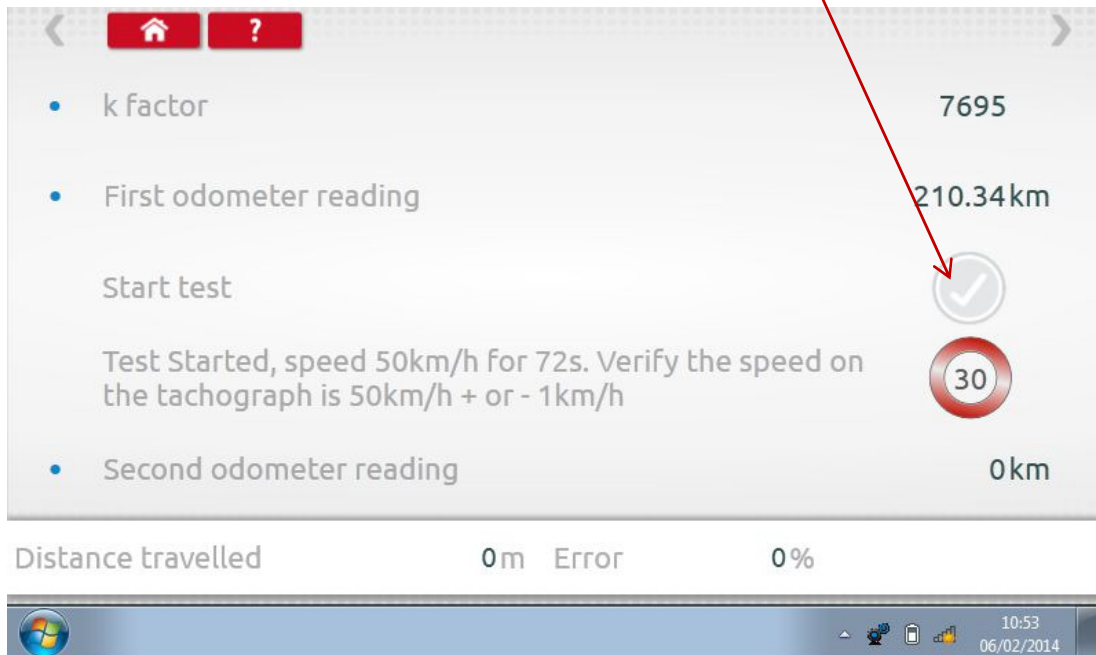 ?
k factor 7695
First odometer reading 210.34km
Start test
Test Started, speed 50km/h for 72s. Verify the speed on
the tachograph is 50km/h + or - 1km/h
30
Second odometer reading 0km
Distance travelled 0m Error 0%
10:53
06/02/2014